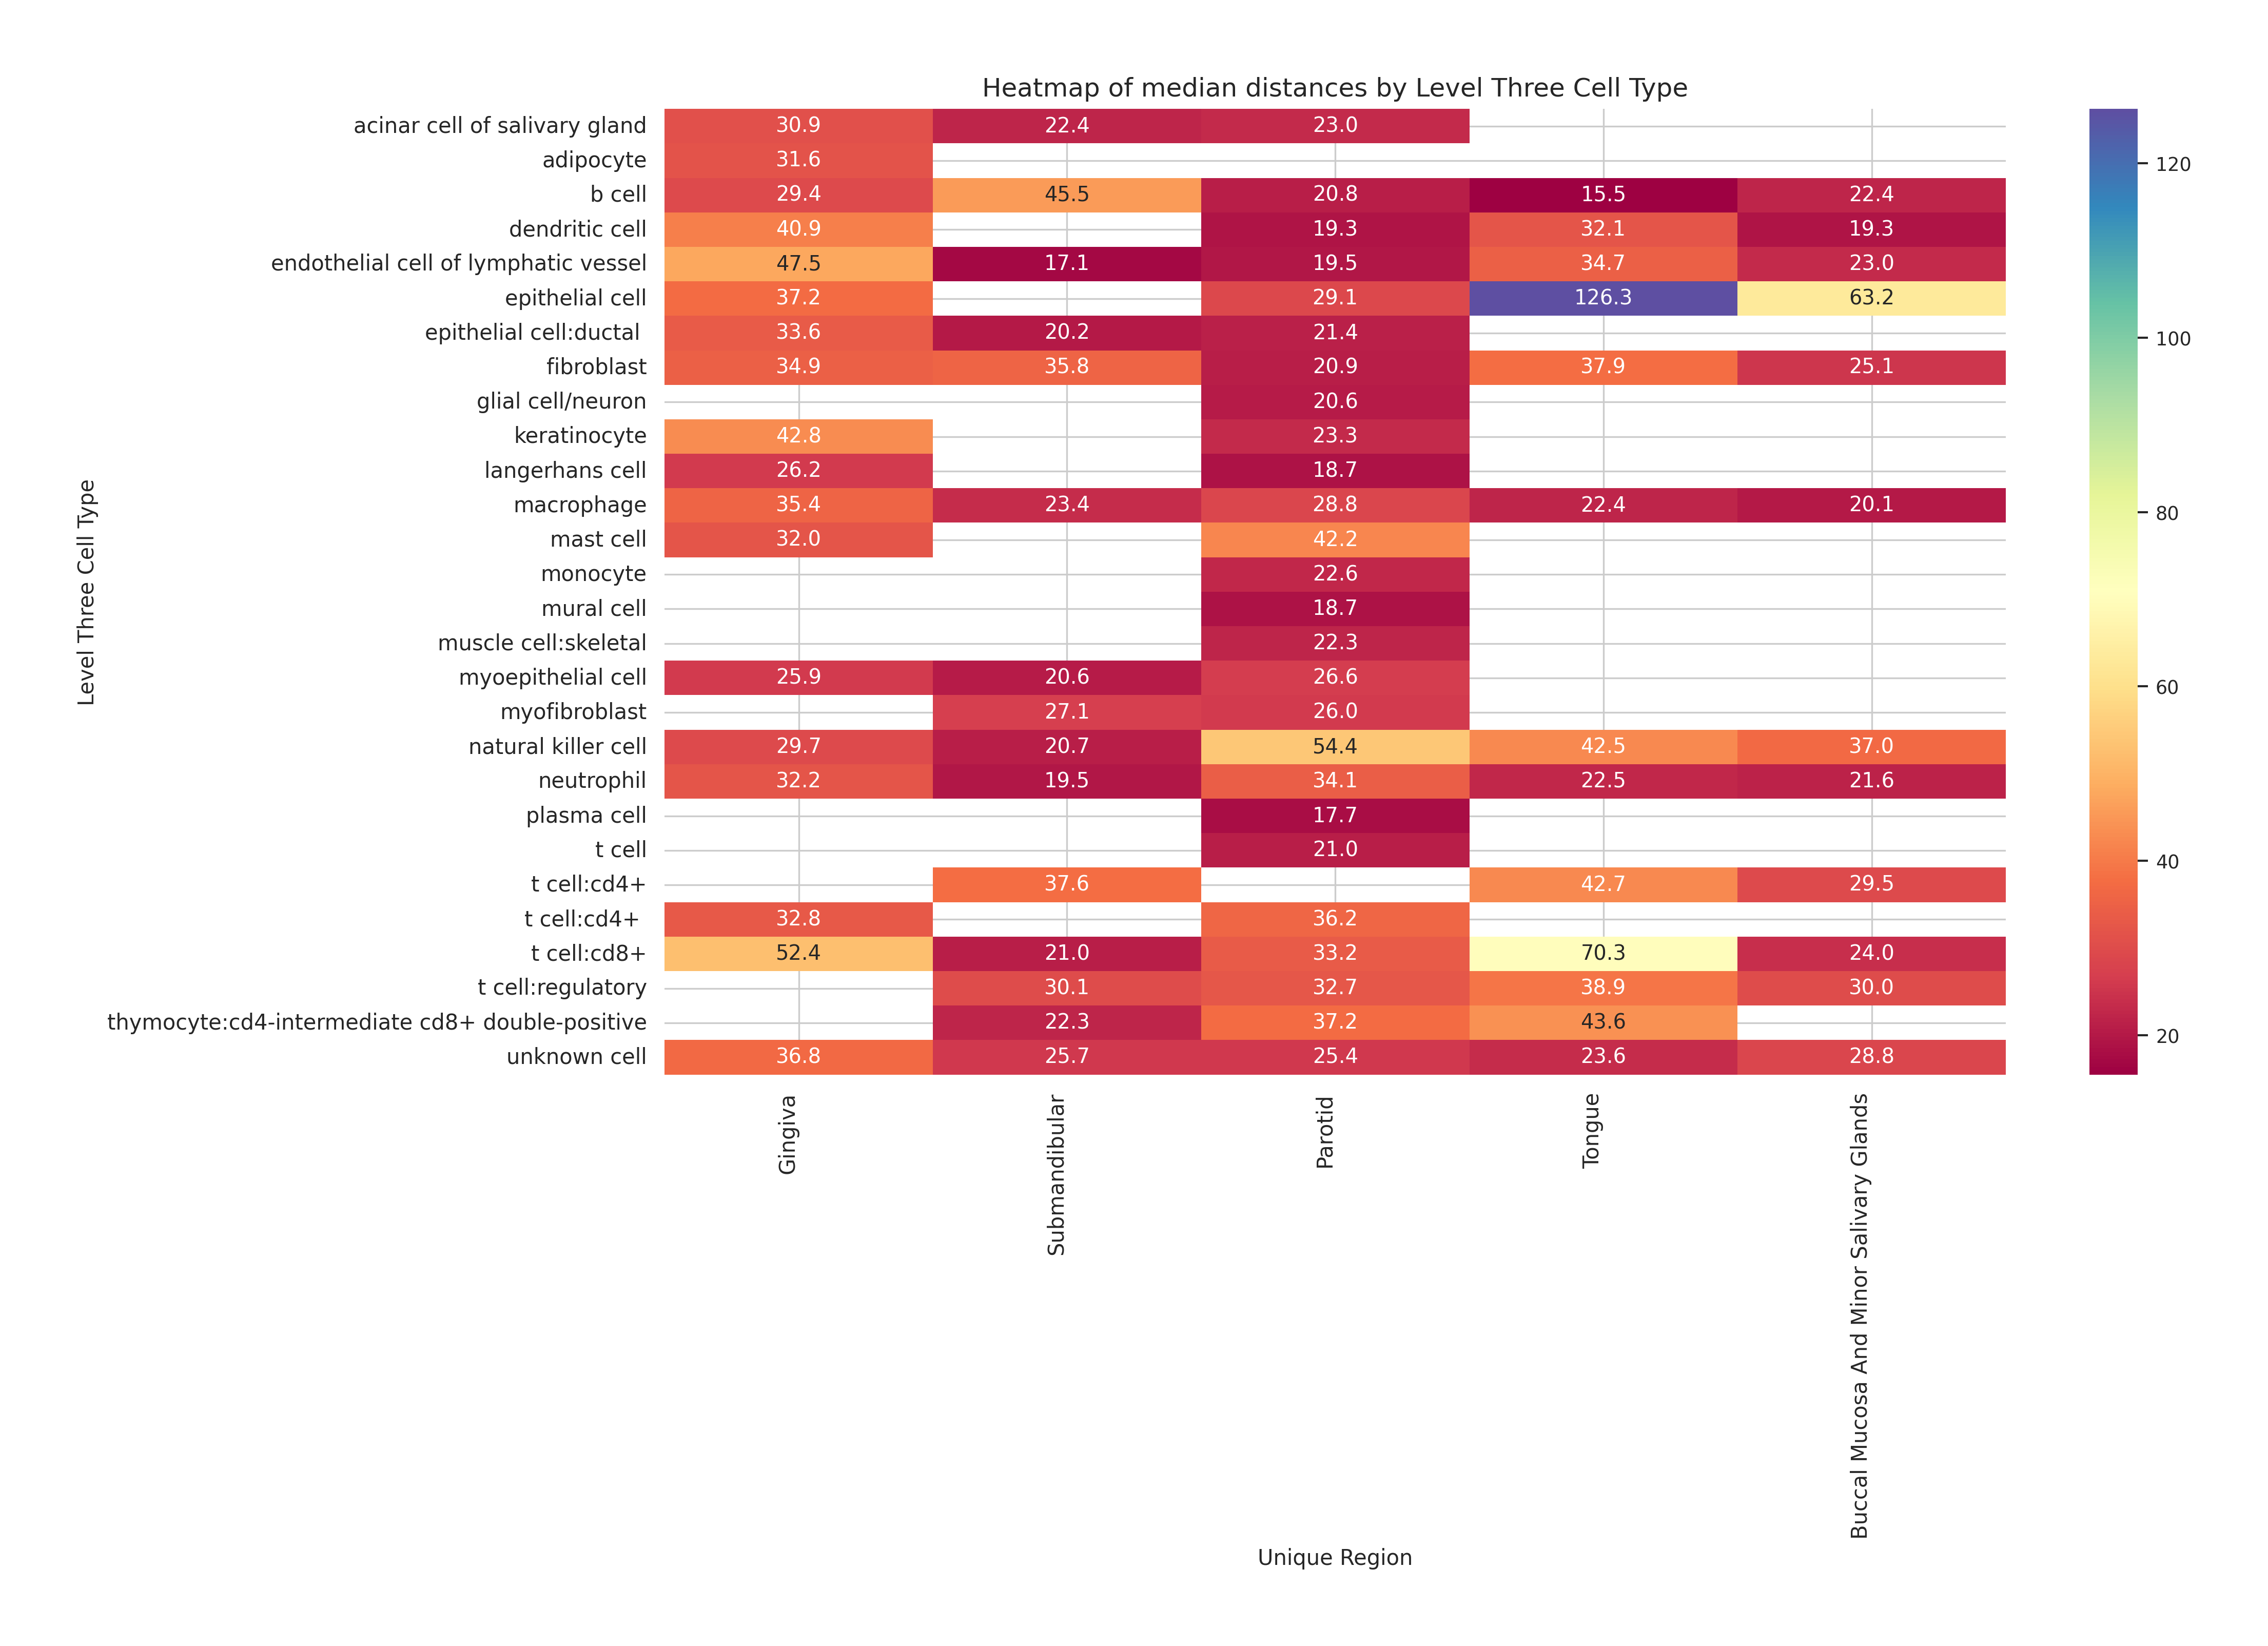 Heatmap of median distances by Level Three Cell Type
Level Three Cell Type
acinar cell of salivary gland 30.9 22.4 23.0
adipocyte 31.6
b cell 29.4 45.5 20.8 15.5 22.4
dendritic cell 40.9 19.3 32.1 19.3
endothelial cell of lymphatic vessel 47.5 17.1 19.5 34.7 23.0
epithelial cell 37.2 29.1 126.3 63.2
epithelial cell:ductal 33.6 20.2 21.4
fibroblast 34.9 35.8 20.9 37.9 25.1
glial cell/neuron 20.6
keratinocyte 42.8 23.3
langerhans cell 26.2 18.7
macrophage 35.4 23.4 28.8 22.4 20.1
mast cell 32.0 42.2
monocyte 22.6
mural cell 18.7
muscle cell:skeletal 22.3
myoepithelial cell 25.9 20.6 26.6
myofibroblast 27.1 26.0
natural killer cell 29.7 20.7 54.4 42.5 37.0
neutrophil 32.2 19.5 34.1 22.5 21.6
plasma cell 17.7
t cell 21.0
t cell:cd4+ 37.6 42.7 29.5
t cell:cd4+ 32.8 36.2
t cell:cd8+ 52.4 21.0 33.2 70.3 24.0
t cell:regulatory 30.1 32.7 38.9 30.0
thymocyte:cd4-intermediate cd8+ double-positive 22.3 37.2 43.6
unknown cell 36.8 25.7 25.4 23.6 28.8
Gingiva
Submandibular
Parotid
Tongue
Buccal Mucosa And Minor Salivary Glands
Unique Region
120
100
80
60
40
20